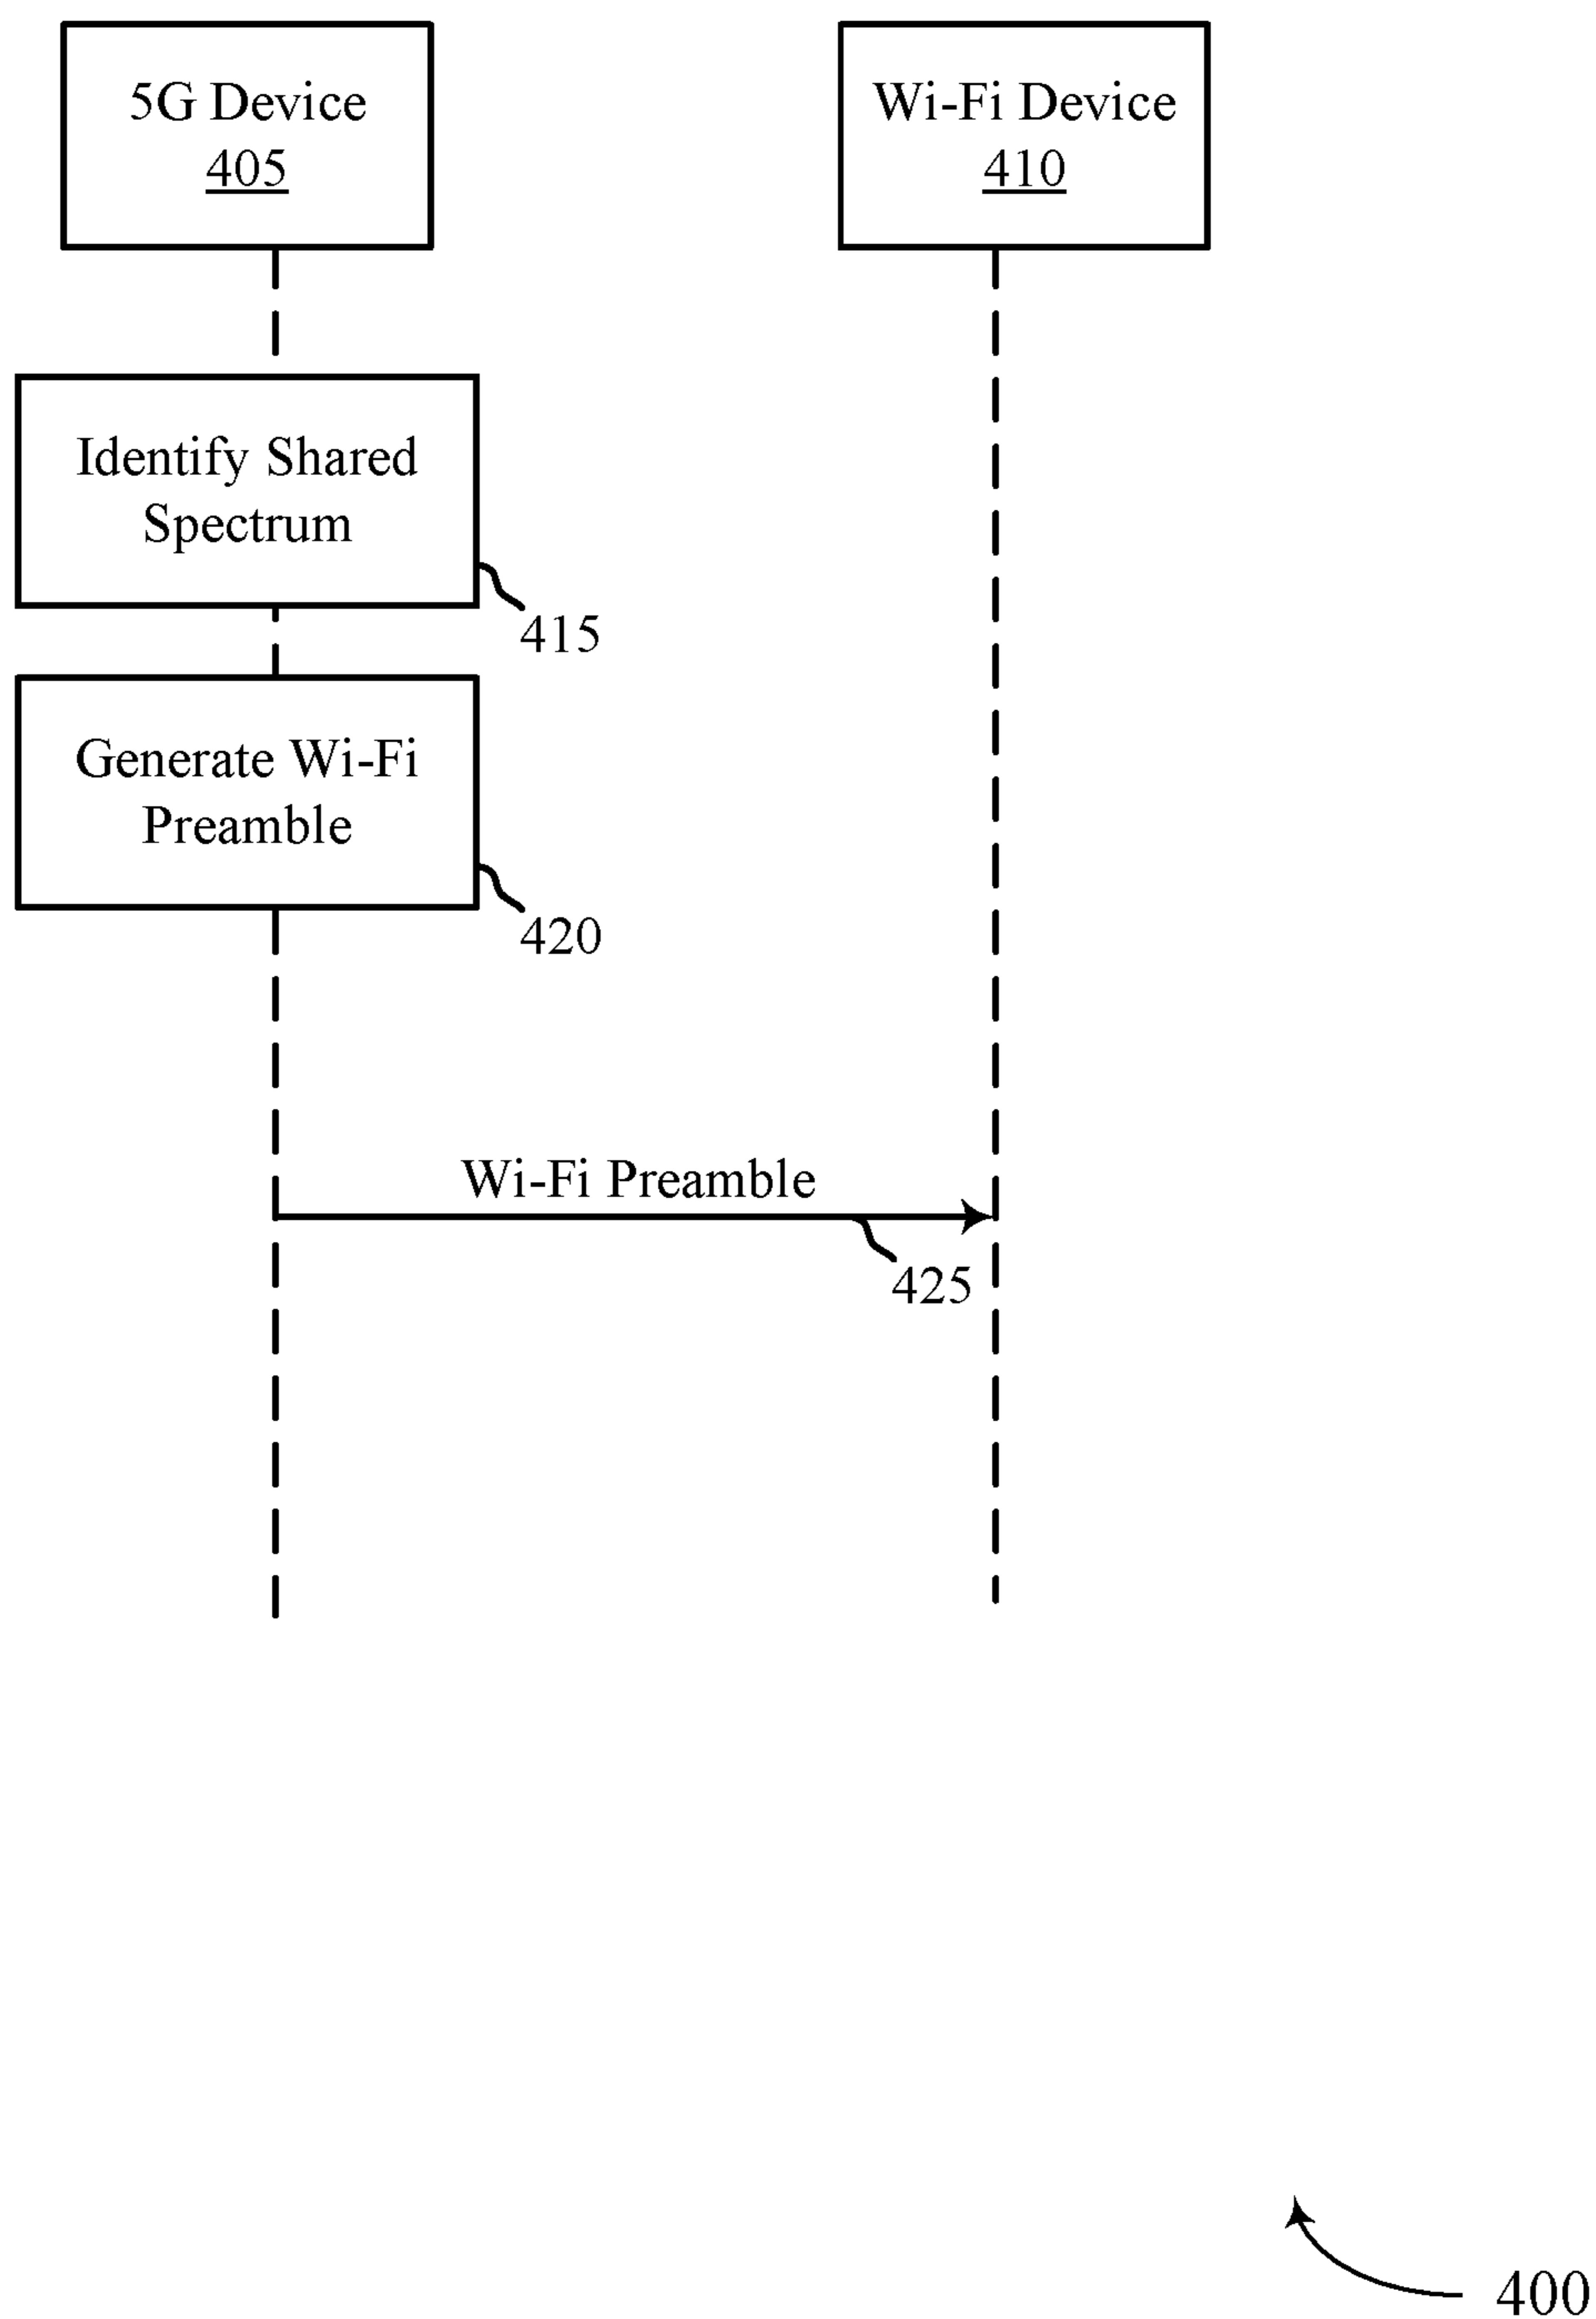 5G Device
405
Wi-Fi Device
410
Identify Shared
Spectrum
415
Generate Wi-Fi
Preamble
420
Wi-Fi Preamble
425
400